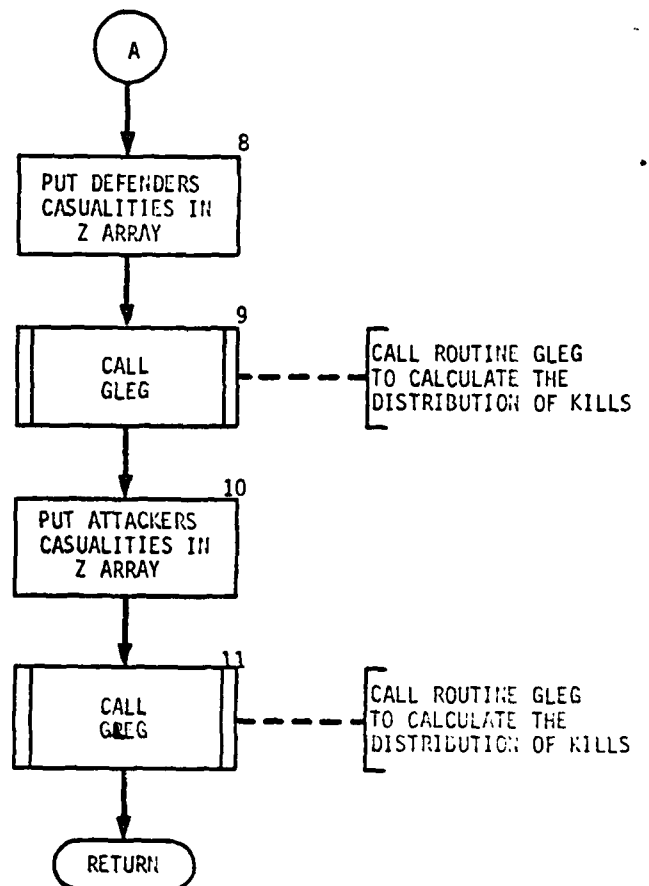 A
8
PUT DEFENDERS
CASUALITIES IN
Z ARRAY
9
CALL
GLEG
CALL ROUTINE GLEG
TO CALCULATE THE
DISTRIBUTION OF KILLS
10
PUT ATTACKERS
CASUALITIES IN
Z ARRAY
11
CALL
GLEG
CALL ROUTINE GLEG
TO CALCULATE THE
DISTRIBUTION OF KILLS
RETURN